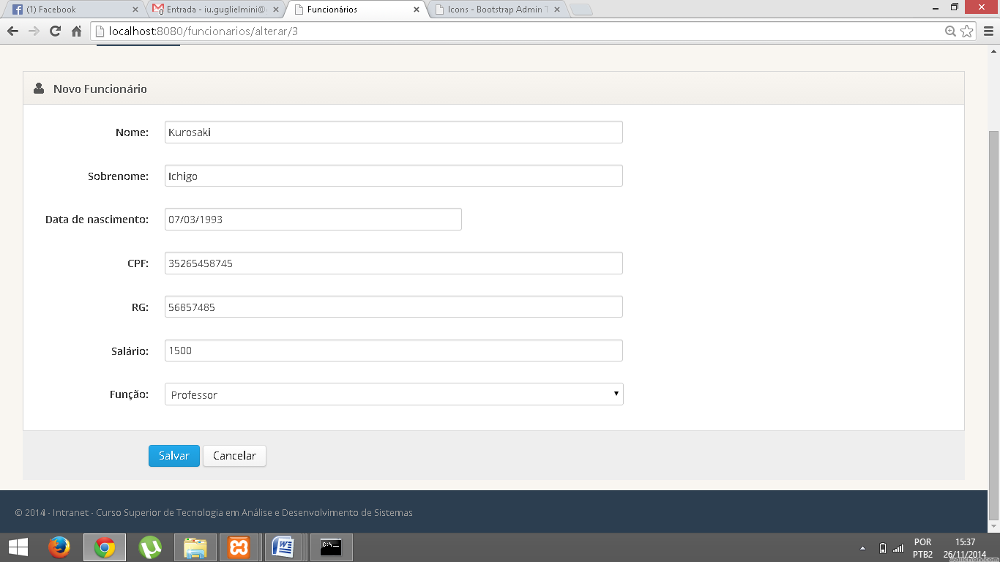 (1) Facebook
Entrada - iu.guglielmini@
Funcionários
Icons - Bootstrap Admin T
localhost:8080/funcionarios/alterar/3
Novo Funcionário
Nome: Kurosaki
Sobrenome: Ichigo
Data de nascimento: 07/03/1993
CPF: 35265458745
RG: 56857485
Salário: 1500
Função: Professor
Salvar Cancelar
© 2014 - Intranet - Curso Superior de Tecnologia em Análise e Desenvolvimento de Sistemas
POR 15:37
PTB2 26/11/2014